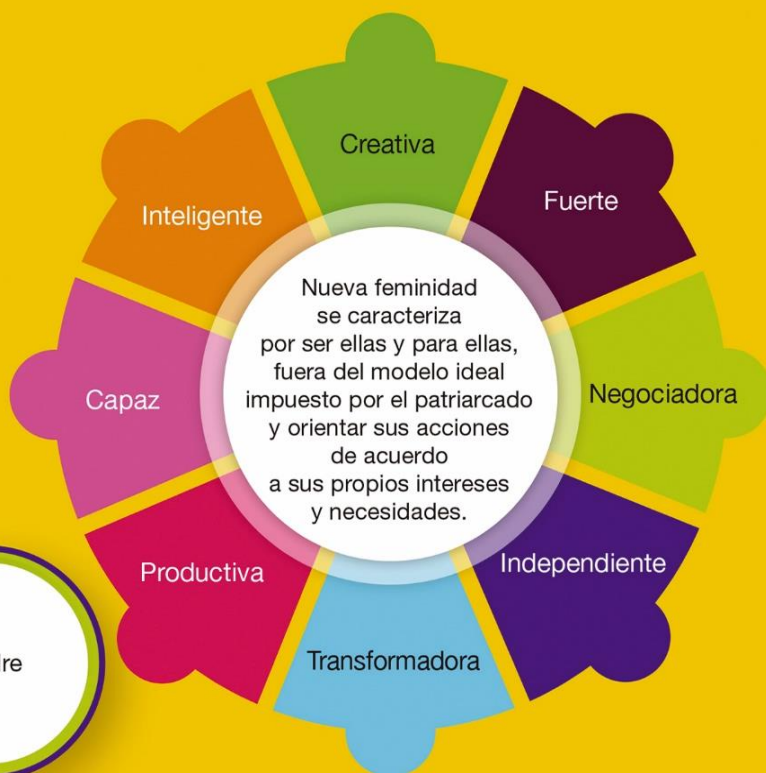 Creativa
Fuerte
Inteligente
Nueva feminidad
se caracteriza
por ser ellas y para ellas,
fuera del modelo ideal
impuesto por el patriarcado
y orientar sus acciones
de acuerdo
a sus propios intereses
y necesidades.
Capaz
Negociadora
Productiva
Independiente
Transformadora